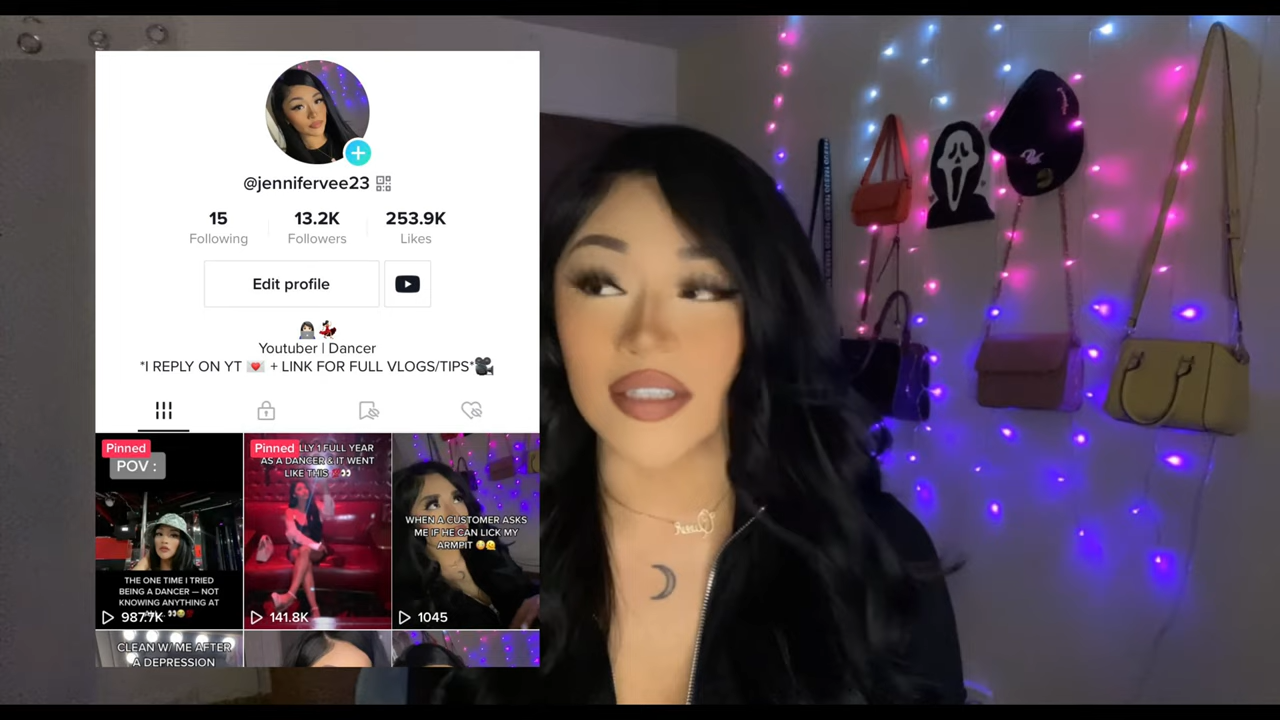 @jennifervee23
15
13.2K
253.9K
Following
Followers
Likes
Edit profile
Youtuber | Dancer
*I REPLY ON YT 💌 + LINK FOR FULL VLOGS/TIPS*🎥
Pinned
POV :
THE ONE TIME I TRIED
BEING A DANCER — NOT
KNOWING ANYTHING AT
987.7K
Pinned
LLY 1 FULL YEAR
AS A DANCER & IT WENT
LIKE THIS
141.8K
WHEN A CUSTOMER ASKS
ME IF HE CAN LICK MY
ARMPIT
1045
CLEAN W/ ME AFTER
A DEPRESSION